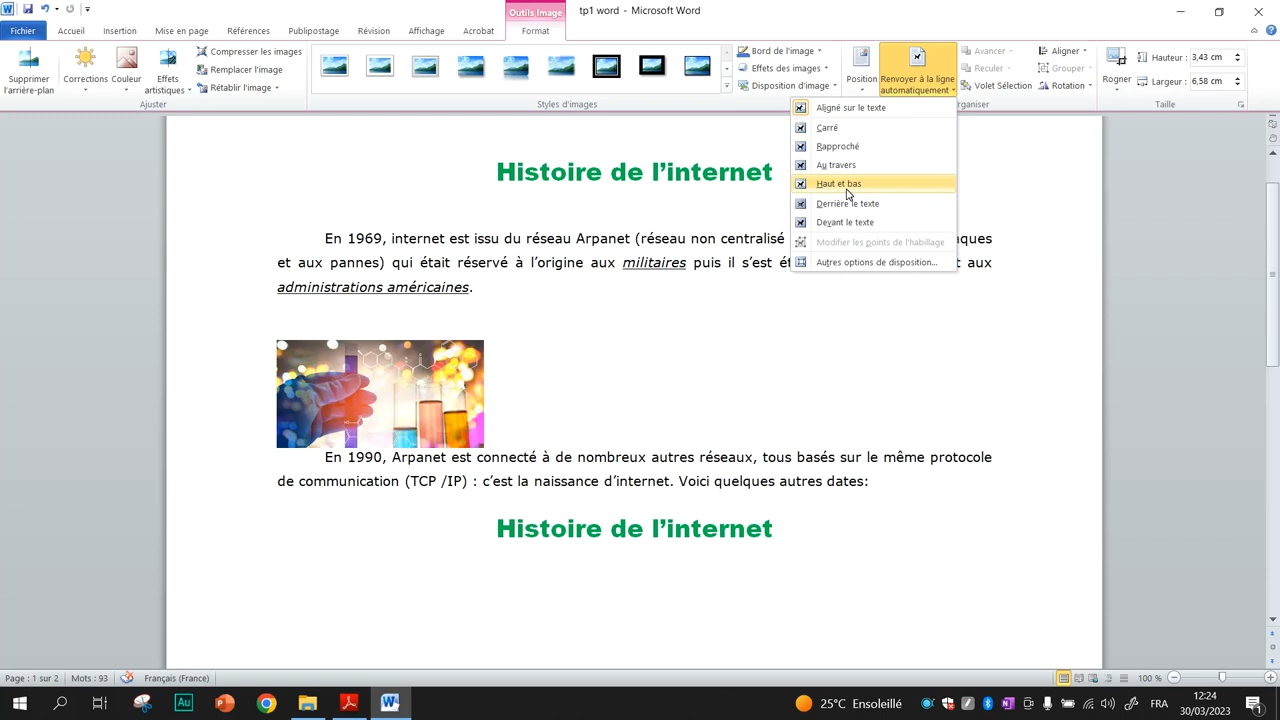 Outils Image
tp1 word - Microsoft Word
Fichier Accueil Insertion Mise en page Références Publipostage Révision Affichage Acrobat Format
Supprimer l'arrière-plan
Corrections
Couleur
Effets artistiques
Compresser les images
Remplacer l'image
Rétablir l'image
Ajuster
Styles d'images
Bord de l'image
Effets des images
Disposition d'image
Position
Renvoyer à la ligne automatiquement
Avancer
Reculer
Volet Sélection
Aligner
Grouper
Rotation
rganiser
Rogner
Hauteur : 3,43 cm
Largeur : 6,58 cm
Taille
Aligné sur le texte
Carré
Rapproché
Au travers
Haut et bas
Derrière le texte
Devant le texte
Modifier les points de l'habillage
Autres options de disposition...
Histoire de l’internet
En 1969, internet est issu du réseau Arpanet (réseau non centralisé aques
et aux pannes) qui était réservé à l’origine aux militaires puis il s’est ét t aux
administrations américaines.
En 1990, Arpanet est connecté à de nombreux autres réseaux, tous basés sur le même protocole
de communication (TCP /IP) : c’est la naissance d’internet. Voici quelques autres dates:
Histoire de l’internet
Page : 1 sur 2 Mots : 93 Français (France) 100 %
Au P W 25°C Ensoleillé FRA 12:24
30/03/2023